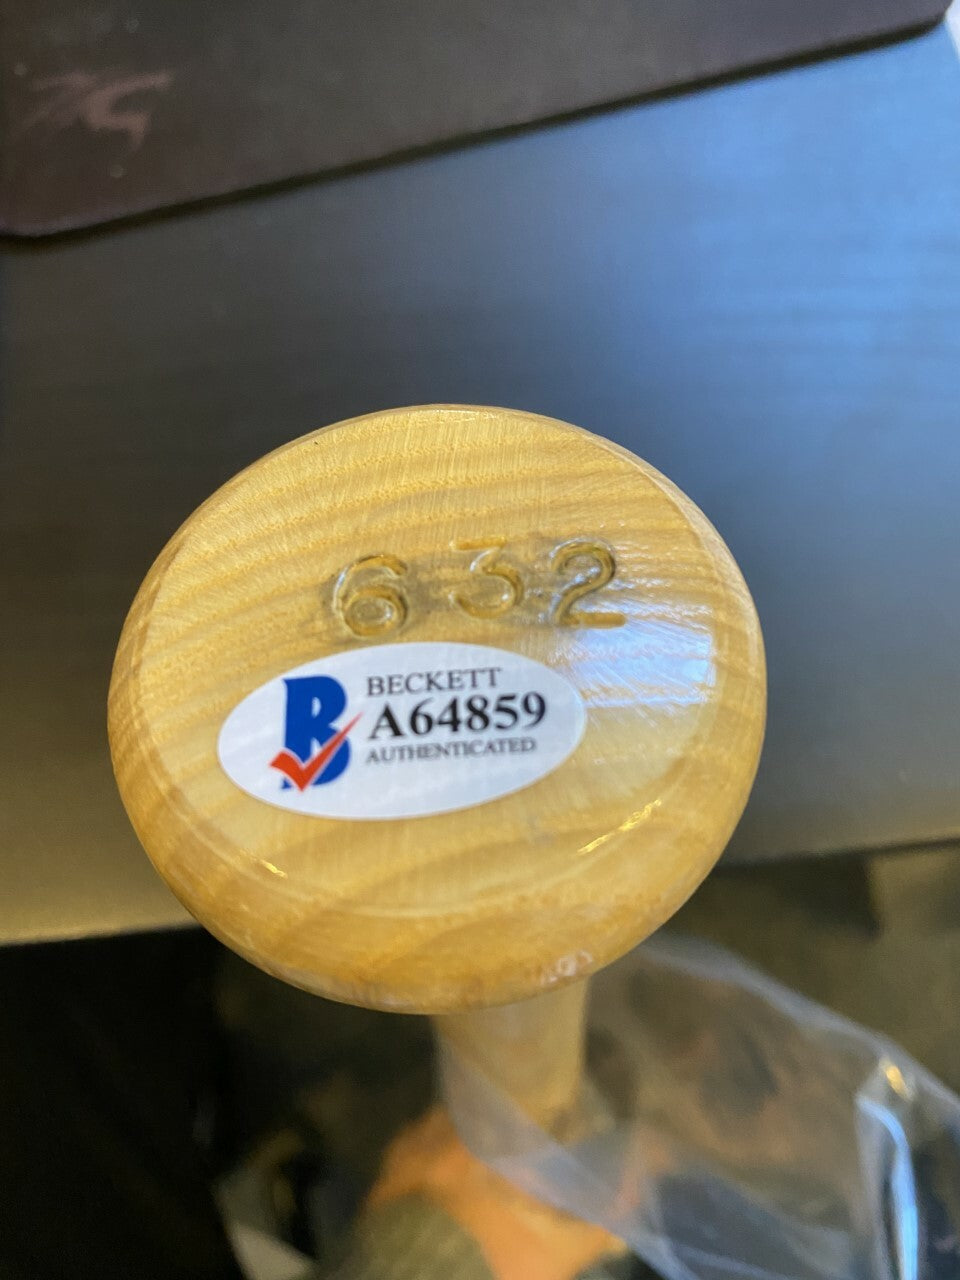 632
BECKETT
A64859
AUTHENTICATED